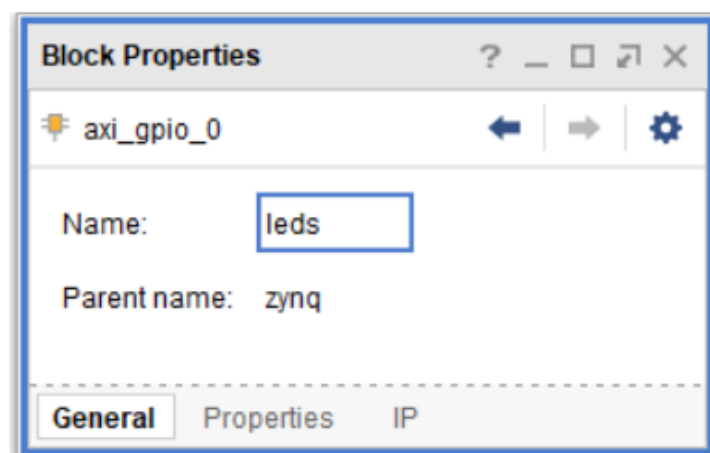 Block Properties ?
axi_gpio_0
Name: leds
Parent name: zynq
General Properties IP